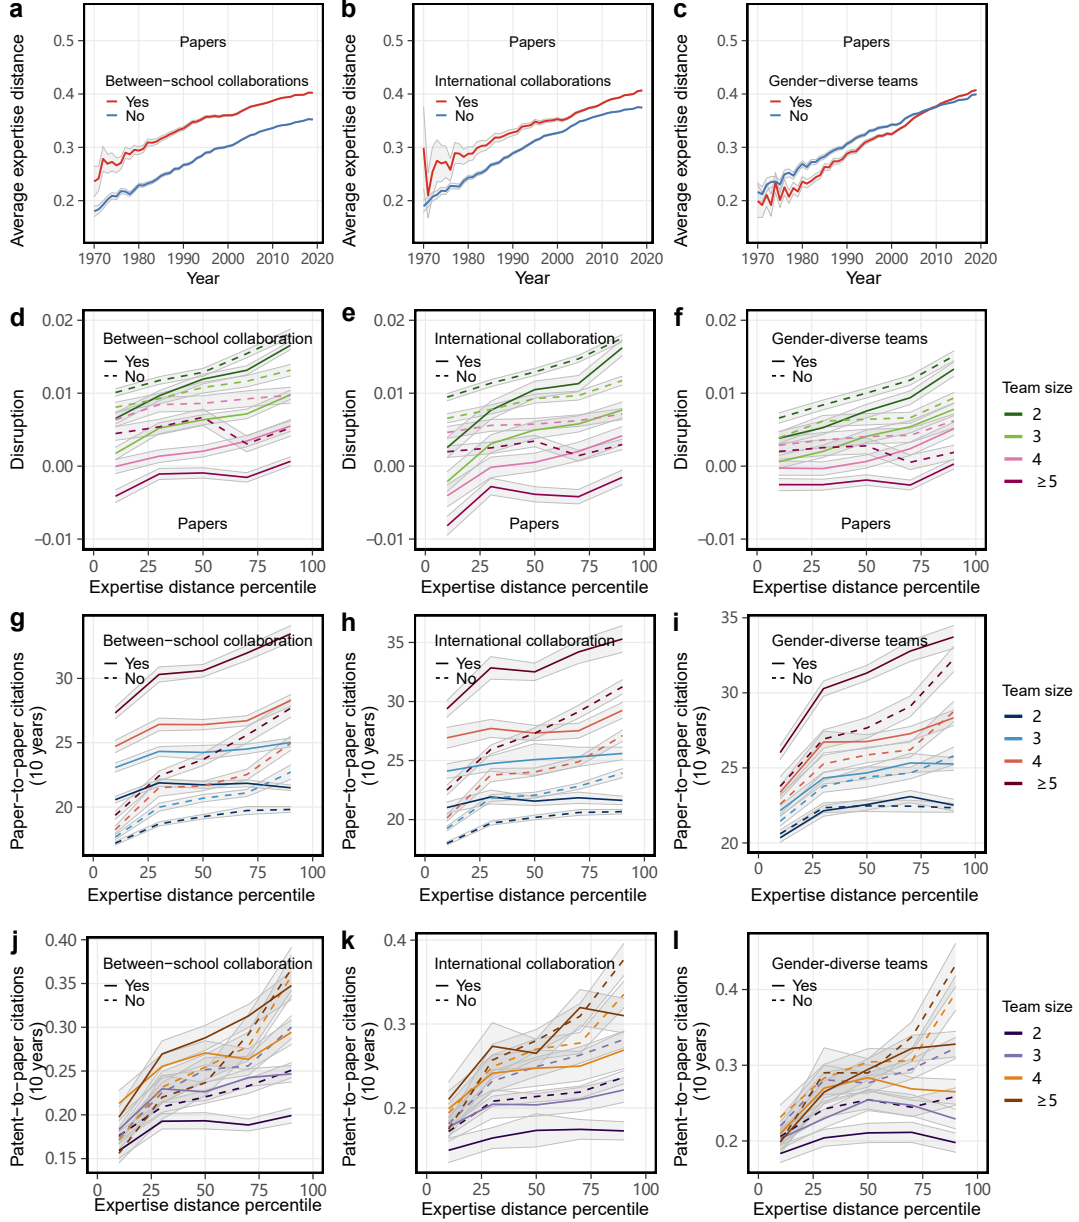 a
Average expertise distance
0.5
0.4
0.3
0.2
Papers
Between−school collaborations
Yes
No
1970 1980 1990 2000 2010 2020
Year
b
Average expertise distance
0.5
0.4
0.3
0.2
Papers
International collaborations
Yes
No
1970 1980 1990 2000 2010 2020
Year
c
Average expertise distance
0.5
0.4
0.3
0.2
Papers
Gender−diverse teams
Yes
No
1970 1980 1990 2000 2010 2020
Year
d
Disruption
0.02
0.01
0.00
−0.01
Between−school collaboration
Yes
No
Papers
0 25 50 75 100
Expertise distance percentile
e
Disruption
0.02
0.01
0.00
−0.01
International collaboration
Yes
No
Papers
0 25 50 75 100
Expertise distance percentile
f
Disruption
0.02
0.01
0.00
−0.01
Gender−diverse teams
Yes
No
Papers
0 25 50 75 100
Expertise distance percentile
Team size
2
3
4
≥5
g
Paper−to−paper citations
(10 years)
30
25
20
Between−school collaboration
Yes
No
0 25 50 75 100
Expertise distance percentile
h
Paper−to−paper citations
(10 years)
35
30
25
20
International collaboration
Yes
No
0 25 50 75 100
Expertise distance percentile
i
Paper−to−paper citations
(10 years)
35
30
25
20
Gender−diverse teams
Yes
No
0 25 50 75 100
Expertise distance percentile
Team size
2
3
4
≥5
j
Patent−to−paper citations
(10 years)
0.40
0.35
0.30
0.25
0.20
0.15
Between−school collaboration
Yes
No
0 25 50 75 100
Expertise distance percentile
k
Patent−to−paper citations
(10 years)
0.4
0.3
0.2
International collaboration
Yes
No
0 25 50 75 100
Expertise distance percentile
l
Patent−to−paper citations
(10 years)
0.4
0.3
0.2
Gender−diverse teams
Yes
No
0 25 50 75 100
Expertise distance percentile
Team size
2
3
4
≥5